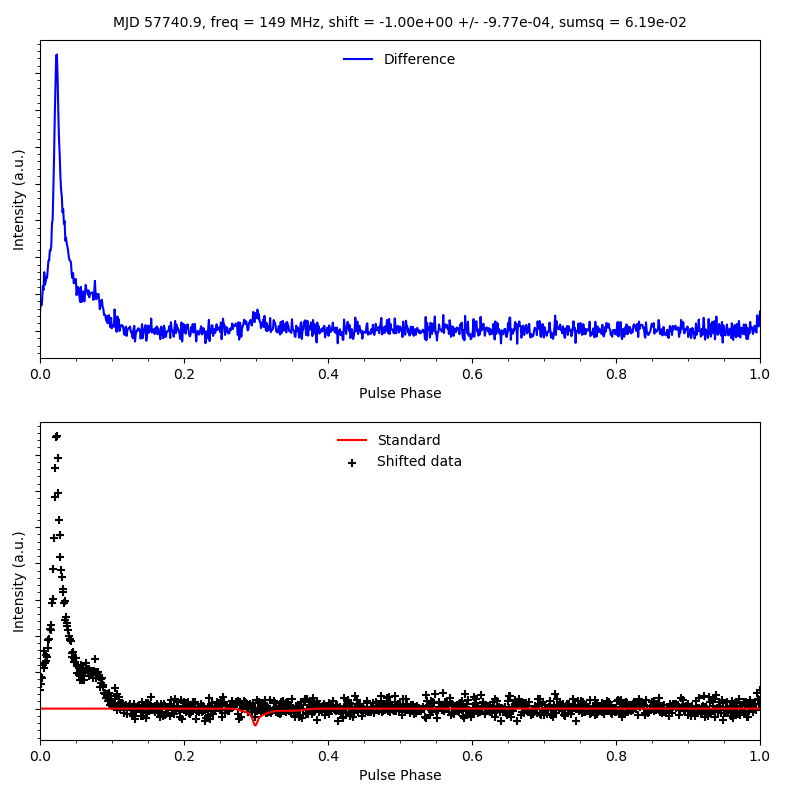 MJD 57740.9, freq = 149 MHz, shift = -1.00e+00 +/- -9.77e-04, sumsq = 6.19e-02
Difference
Intensity (a.u.)
0.0 0.2 0.4 0.6 0.8 1.0
Pulse Phase
Standard
Shifted data
Intensity (a.u.)
0.0 0.2 0.4 0.6 0.8 1.0
Pulse Phase